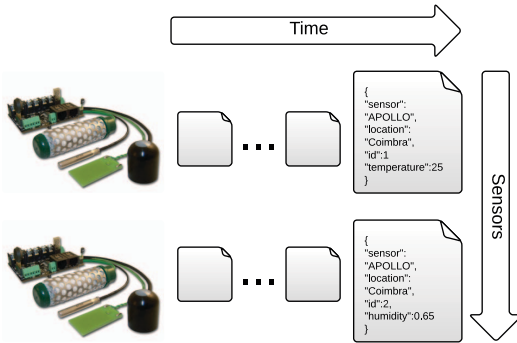 Time
{
"sensor":
"APOLLO",
"location":
"Coimbra",
"id":1
"temperature":25
}
Sensors
{
"sensor":
"APOLLO",
"location":
"Coimbra",
"id":2,
"humidity":0.65
}